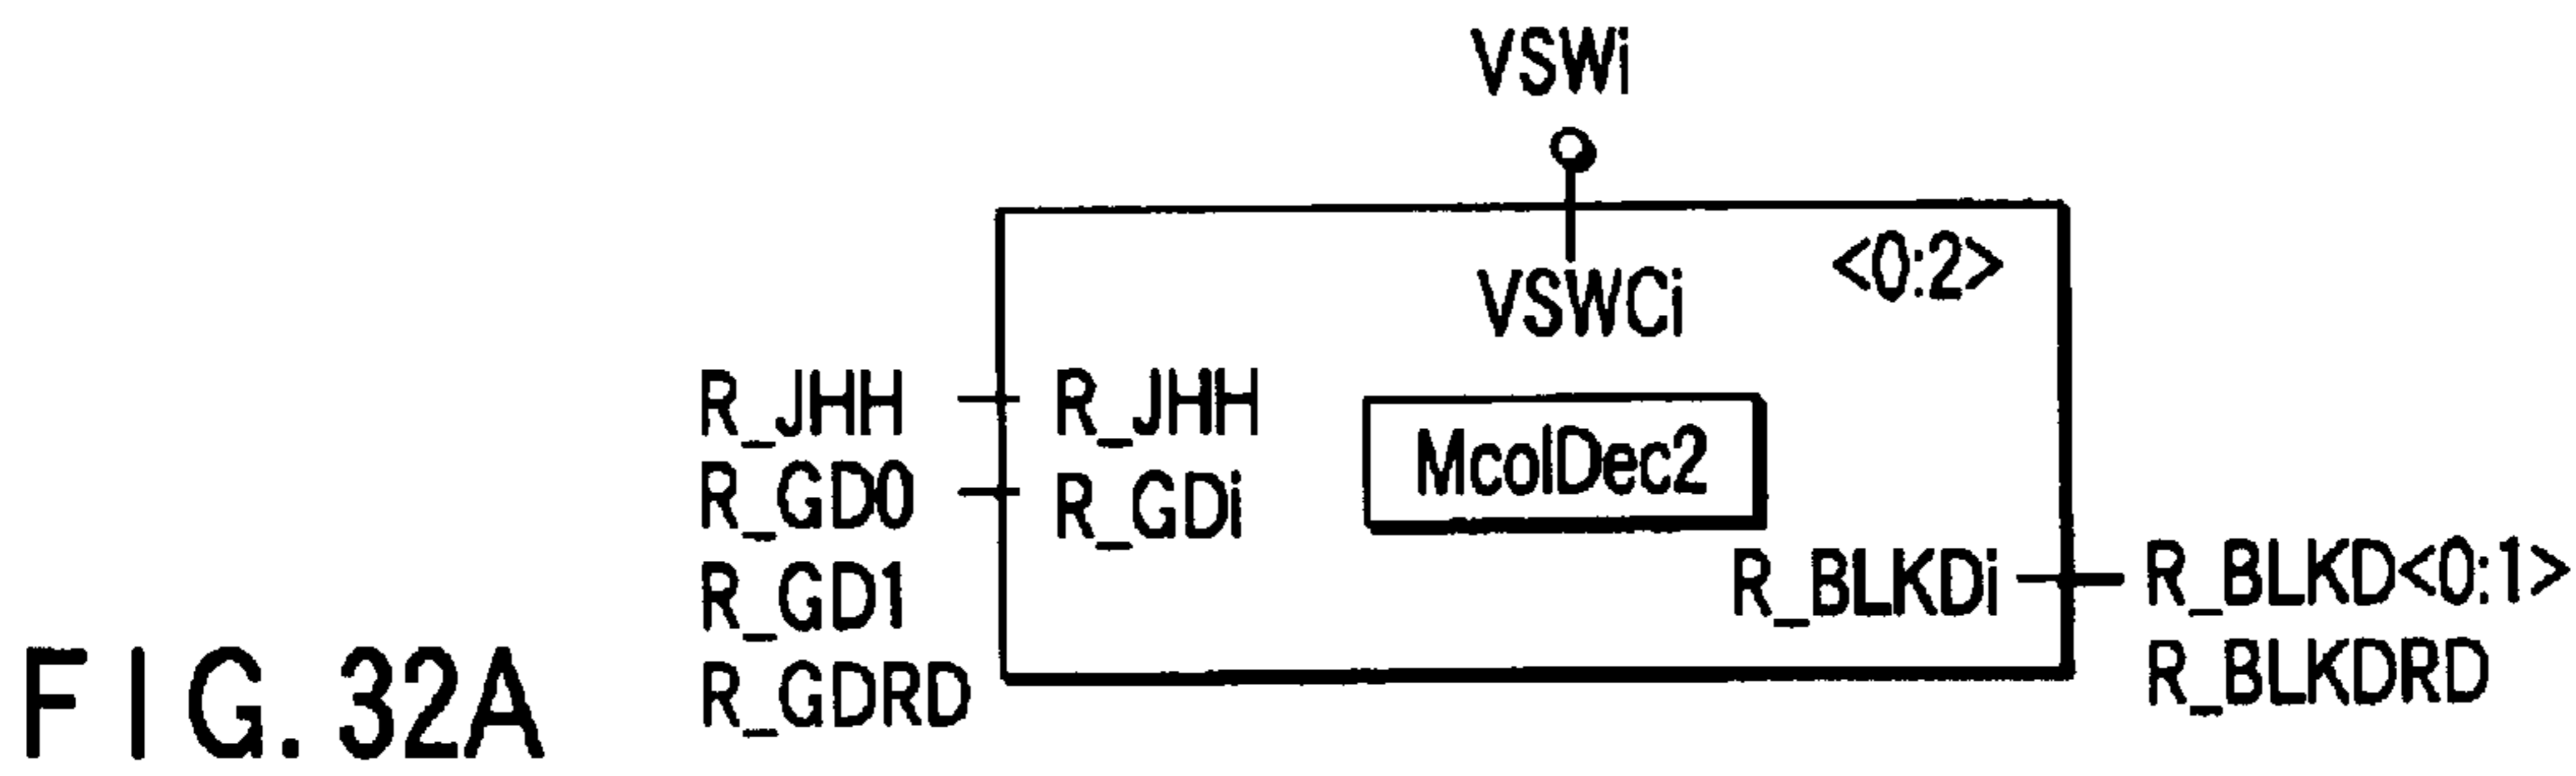 VSWi
VSWCi
<0:2>
R_JHH
R_JHH
R_GD0
R_GDi
McolDec2
R_GD1
R_BLKDi
R_BLKD<0:1>
R_GDRD
R_BLKDRD
FIG. 32A